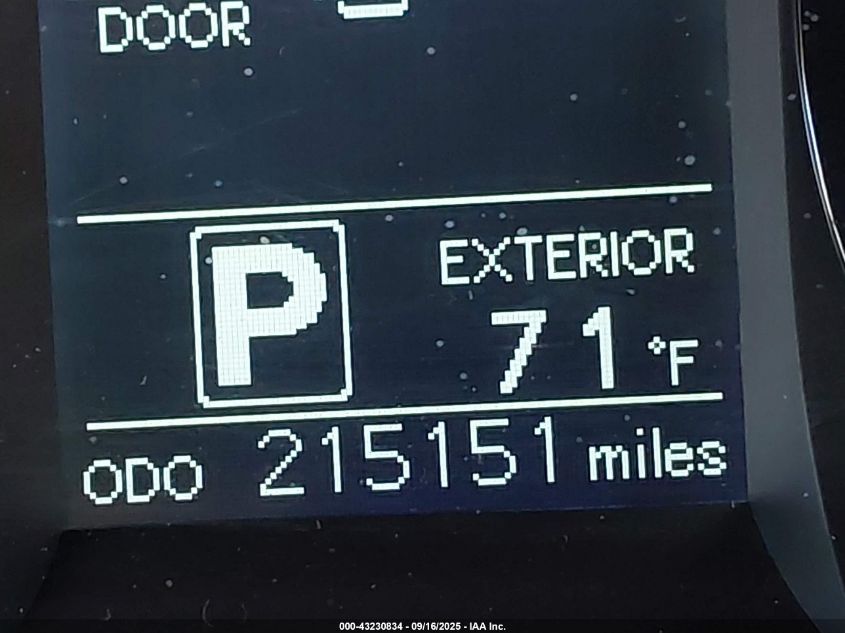 DOOR
P
EXTERIOR
71 °F
ODO 215151 miles
000-43230834 - 09/16/2025 - IAA Inc.